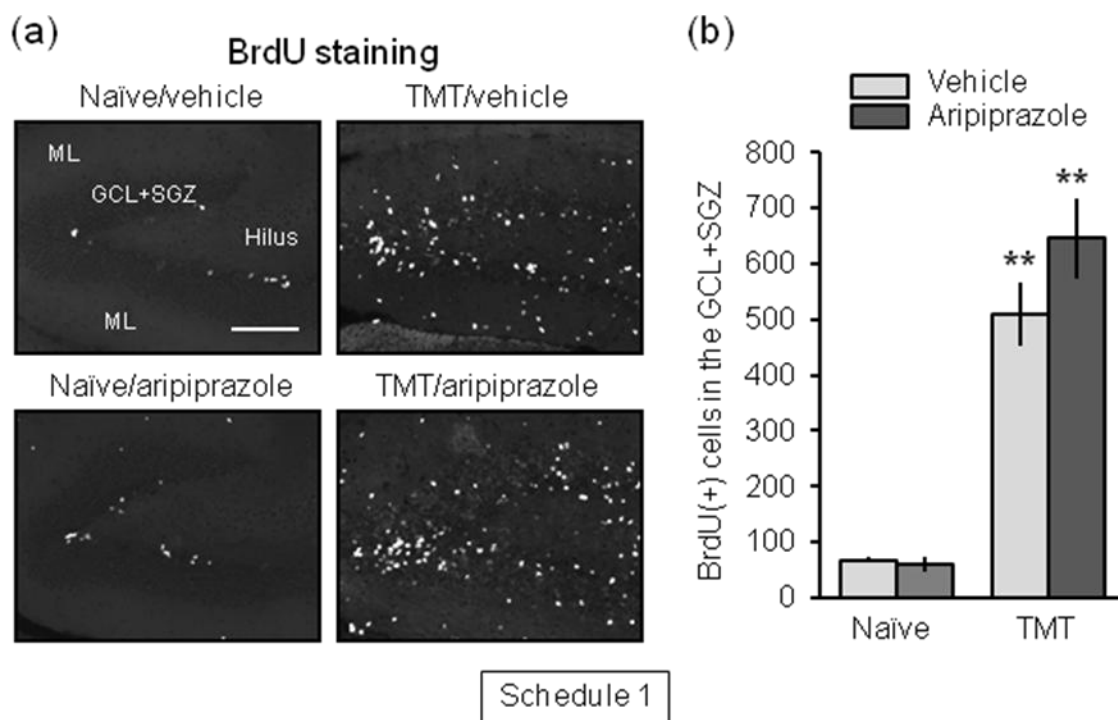 (a)
BrdU staining
Naïve/vehicle
TMT/vehicle
ML
GCL+SGZ
Hilus
ML
Naïve/aripiprazole
TMT/aripiprazole
(b)
Vehicle
Aripiprazole
BrdU(+) cells in the GCL+SGZ
800
700
600
500
400
300
200
100
0
**
**
Naïve
TMT
Schedule 1